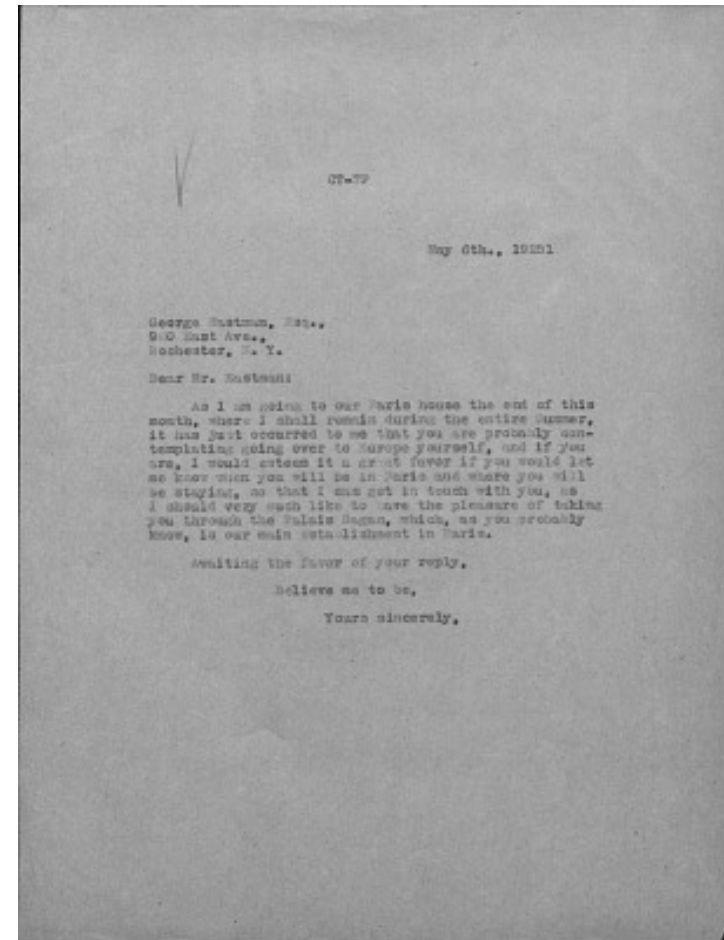 CT-TP
May 6th., 19251
George Eastman, Esq.,
900 East Ave.,
Rochester, N. Y.
Dear Mr. Eastman:
As I am going to our Paris house the end of this
month, where I shall remain during the entire Summer,
it has just occurred to me that you are probably con-
templating going over to Europe yourself, and if you
are, I would esteem it a great favor if you would let
me know when you will be in Paris and where you will
be staying, so that I can get in touch with you, as
I should very much like to have the pleasure of taking
you through the Palais Sagan, which, as you probably
know, is our main establishment in Paris.
Awaiting the favor of your reply,
Believe me to be,
Yours sincerely,